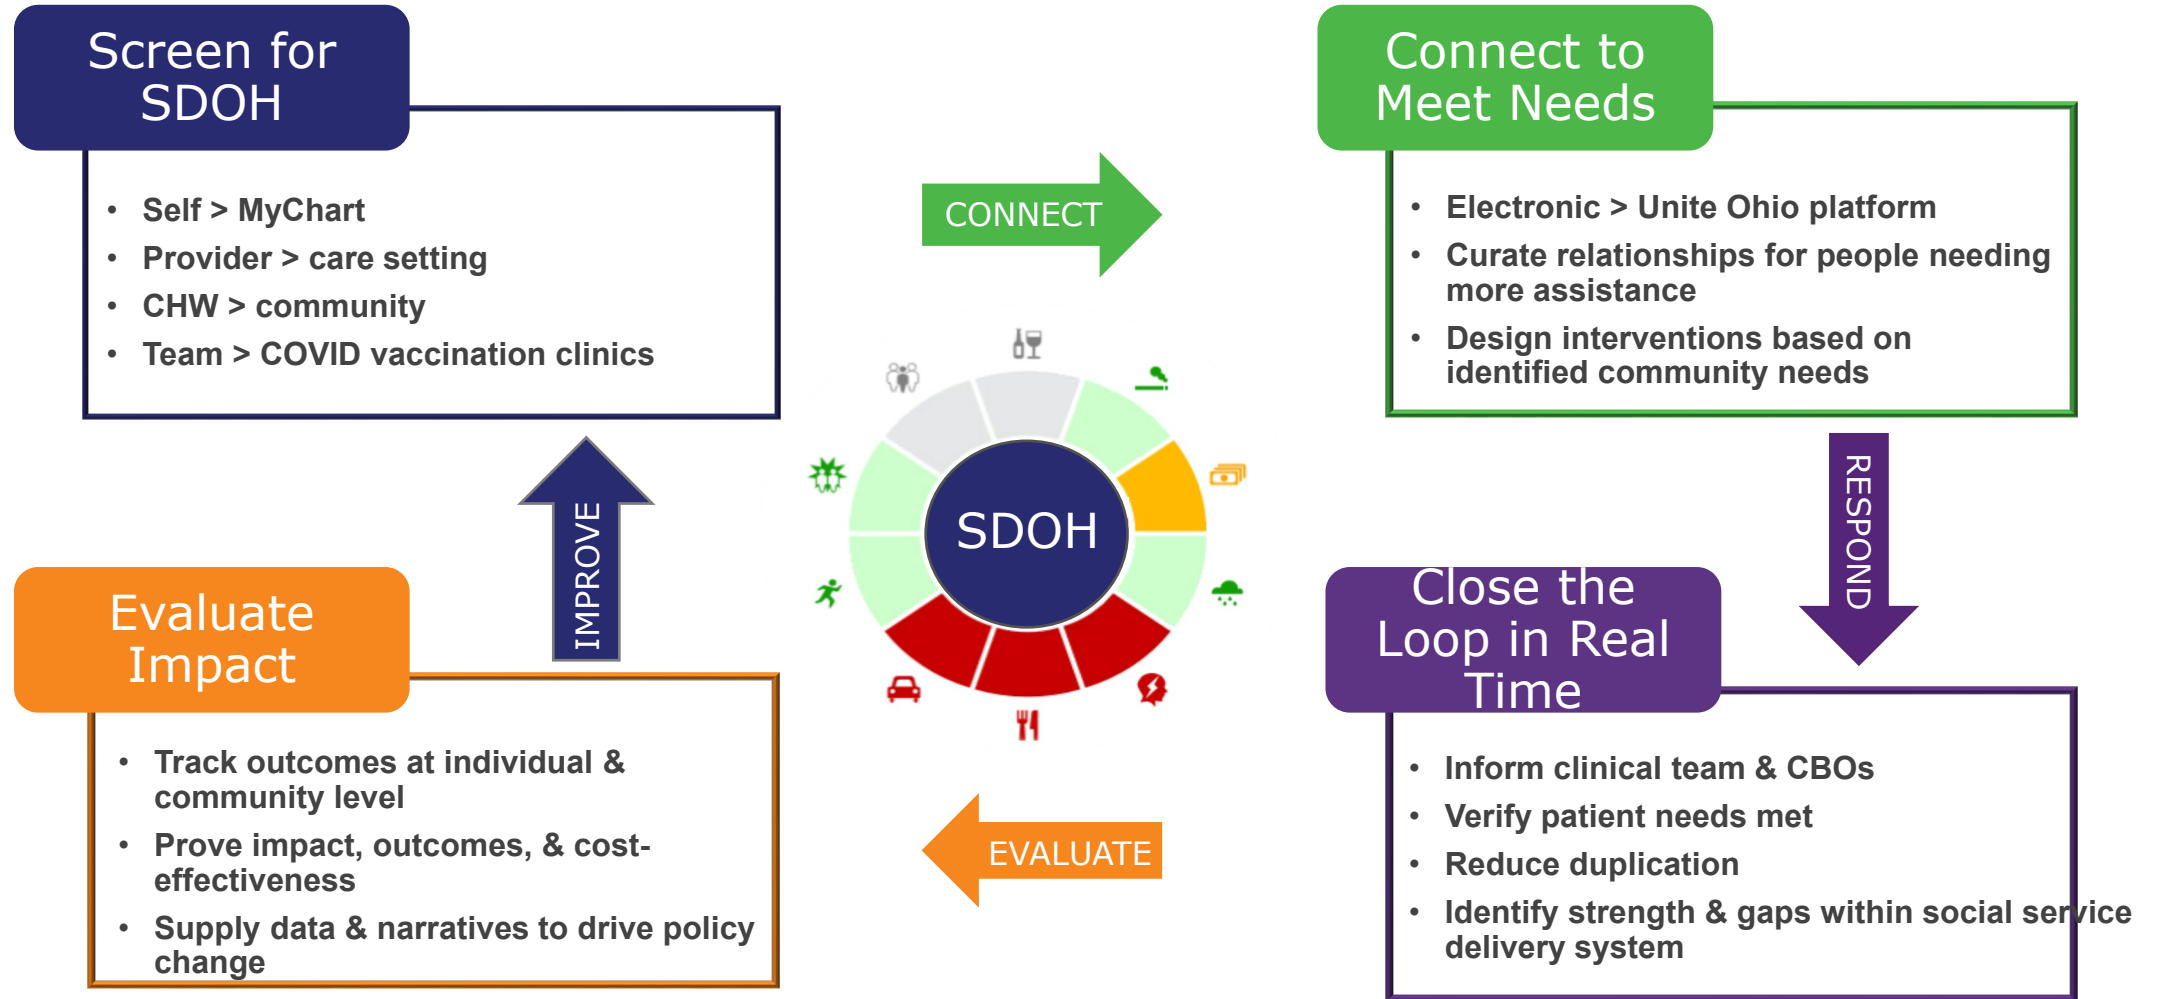 Screen for
SDOH
• Self > MyChart
• Provider > care setting
• CHW > community
• Team > COVID vaccination clinics
CONNECT
Connect to
Meet Needs
• Electronic > Unite Ohio platform
• Curate relationships for people needing
more assistance
• Design interventions based on
identified community needs
RESPOND
SDOH
Close the
Loop in Real
Time
• Inform clinical team & CBOs
• Verify patient needs met
• Reduce duplication
• Identify strength & gaps within social service
delivery system
EVALUATE
Evaluate
Impact
• Track outcomes at individual &
community level
• Prove impact, outcomes, & cost-
effectiveness
• Supply data & narratives to drive policy
change
IMPROVE